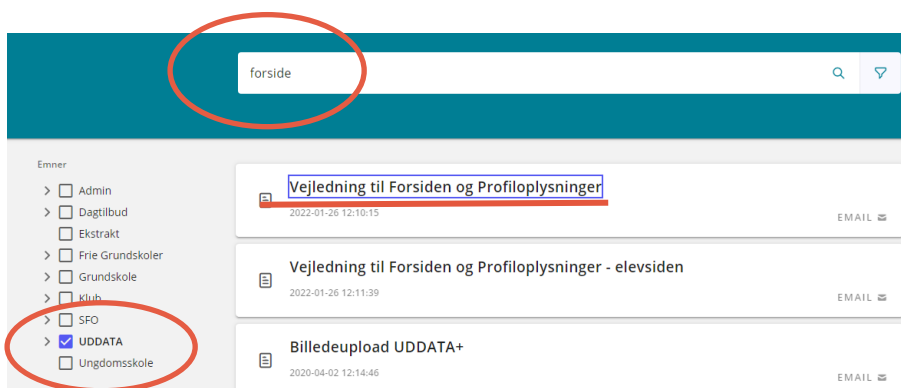 forside
Emner
Admin
Dagtilbud
Ekstrakt
Frie Grundskoler
Grundskole
Klub
SFO
UDDATA
Ungdomsskole
Vejledning til Forsiden og Profiloplysninger
2022-01-26 12:10:15
EMAIL
Vejledning til Forsiden og Profiloplysninger - elevsiden
2022-01-26 12:11:39
EMAIL
Billedeupload UDDATA+
2020-04-02 12:14:46
EMAIL